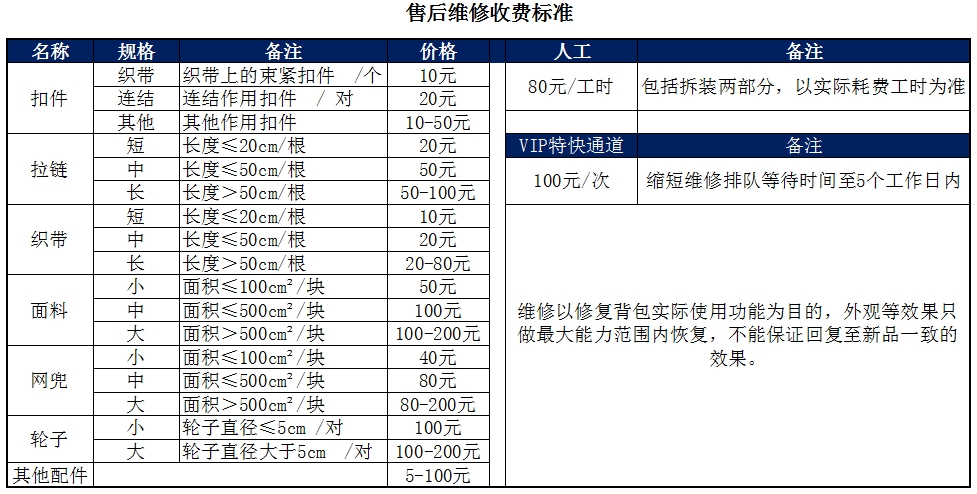 售后维修收费标准
名称 规格 备注 价格 人工 备注
扣件 织带 织带上的束紧扣件 /个 10元 80元/工时 包括拆装两部分，以实际耗费工时为准
连结 连结作用扣件 / 对 20元
其他 其他作用扣件 10-50元
拉链 短 长度≤20cm/根 20元 VIP特快通道 备注
中 长度≤50cm/根 50元 100元/次 缩短维修排队等待时间至5个工作日内
长 长度＞50cm/根 50-100元
织带 短 长度≤20cm/根 10元
中 长度≤50cm/根 20元
长 长度＞50cm/根 20-80元
面料 小 面积≤100cm²/块 50元
中 面积≤500cm²/块 100元
大 面积＞500cm²/块 100-200元
网兜 小 面积≤100cm²/块 40元
中 面积≤500cm²/块 80元
大 面积＞500cm²/块 80-200元
轮子 小 轮子直径≤5cm /对 100元
大 轮子直径大于5cm /对 100-200元
其他配件 5-100元
维修以修复背包实际使用功能为目的，外观等效果只
做最大能力范围内恢复，不能保证回复至新品一致的
效果。